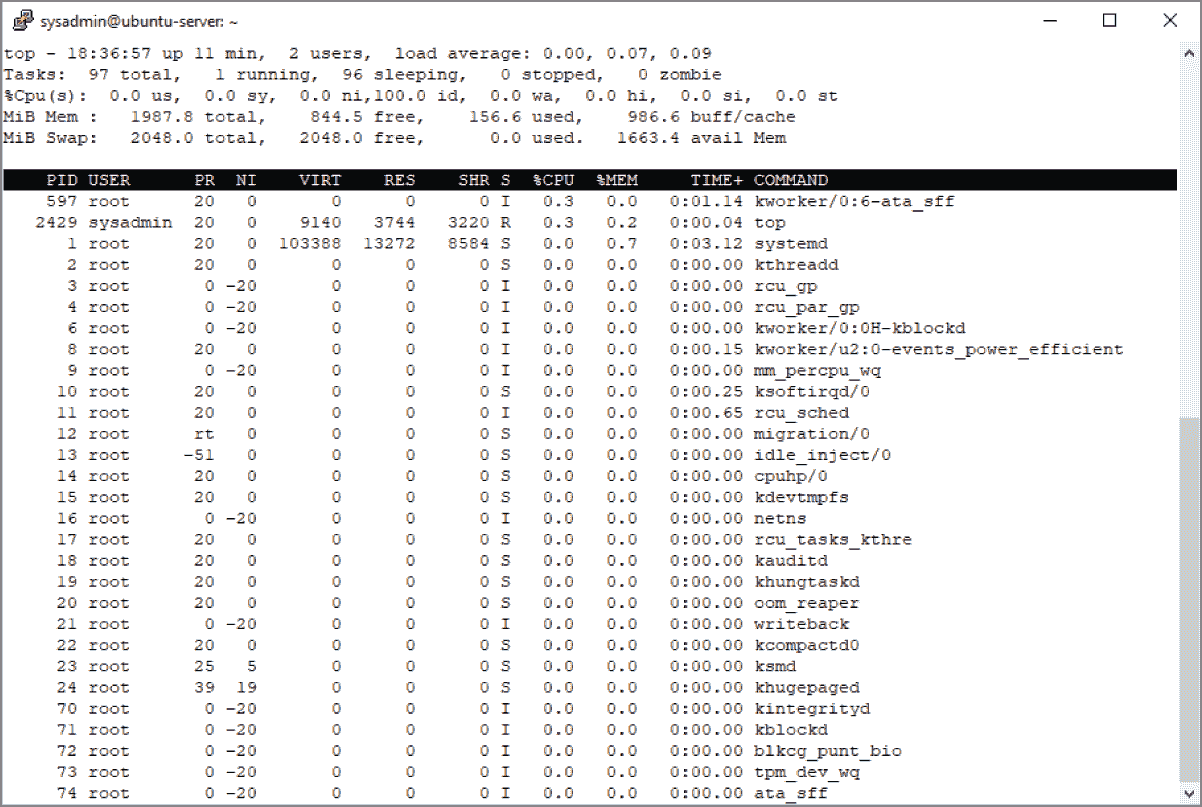 sysadmin@ubuntu-server: ~
top - 18:36:57 up 11 min,  2 users,  load average: 0.00, 0.07, 0.09
Tasks:  97 total,   1 running,  96 sleeping,   0 stopped,   0 zombie
%Cpu(s):  0.0 us,  0.0 sy,  0.0 ni,100.0 id,  0.0 wa,  0.0 hi,  0.0 si,  0.0 st
MiB Mem :   1987.8 total,    844.5 free,    156.6 used,    986.6 buff/cache
MiB Swap:   2048.0 total,   2048.0 free,      0.0 used.   1663.4 avail Mem
PID USER      PR  NI    VIRT    RES    SHR S  %CPU  %MEM     TIME+ COMMAND
597 root      20   0       0      0      0 I   0.3   0.0   0:01.14 kworker/0:6-ata_sff
2429 sysadmin  20   0    9140   3744   3220 R   0.3   0.2   0:00.04 top
1 root      20   0  103388  13272   8584 S   0.0   0.7   0:03.12 systemd
2 root      20   0       0      0      0 S   0.0   0.0   0:00.00 kthreadd
3 root       0 -20       0      0      0 I   0.0   0.0   0:00.00 rcu_gp
4 root       0 -20       0      0      0 I   0.0   0.0   0:00.00 rcu_par_gp
6 root       0 -20       0      0      0 I   0.0   0.0   0:00.00 kworker/0:0H-kblockd
8 root      20   0       0      0      0 I   0.0   0.0   0:00.15 kworker/u2:0-events_power_efficient
9 root       0 -20       0      0      0 I   0.0   0.0   0:00.00 mm_percpu_wq
10 root      20   0       0      0      0 S   0.0   0.0   0:00.25 ksoftirqd/0
11 root      20   0       0      0      0 I   0.0   0.0   0:00.65 rcu_sched
12 root      rt   0       0      0      0 S   0.0   0.0   0:00.00 migration/0
13 root     -51   0       0      0      0 S   0.0   0.0   0:00.00 idle_inject/0
14 root      20   0       0      0      0 S   0.0   0.0   0:00.00 cpuhp/0
15 root      20   0       0      0      0 S   0.0   0.0   0:00.00 kdevtmpfs
16 root       0 -20       0      0      0 I   0.0   0.0   0:00.00 netns
17 root      20   0       0      0      0 S   0.0   0.0   0:00.00 rcu_tasks_kthre
18 root      20   0       0      0      0 S   0.0   0.0   0:00.00 kauditd
19 root      20   0       0      0      0 S   0.0   0.0   0:00.00 khungtaskd
20 root      20   0       0      0      0 S   0.0   0.0   0:00.00 oom_reaper
21 root       0 -20       0      0      0 I   0.0   0.0   0:00.00 writeback
22 root      20   0       0      0      0 S   0.0   0.0   0:00.00 kcompactd0
23 root      25   5       0      0      0 S   0.0   0.0   0:00.00 ksmd
24 root      39  19       0      0      0 S   0.0   0.0   0:00.00 khugepaged
70 root       0 -20       0      0      0 I   0.0   0.0   0:00.00 kintegrityd
71 root       0 -20       0      0      0 I   0.0   0.0   0:00.00 kblockd
72 root       0 -20       0      0      0 I   0.0   0.0   0:00.00 blkcg_punt_bio
73 root       0 -20       0      0      0 I   0.0   0.0   0:00.00 tpm_dev_wq
74 root       0 -20       0      0      0 I   0.0   0.0   0:00.00 ata_sff